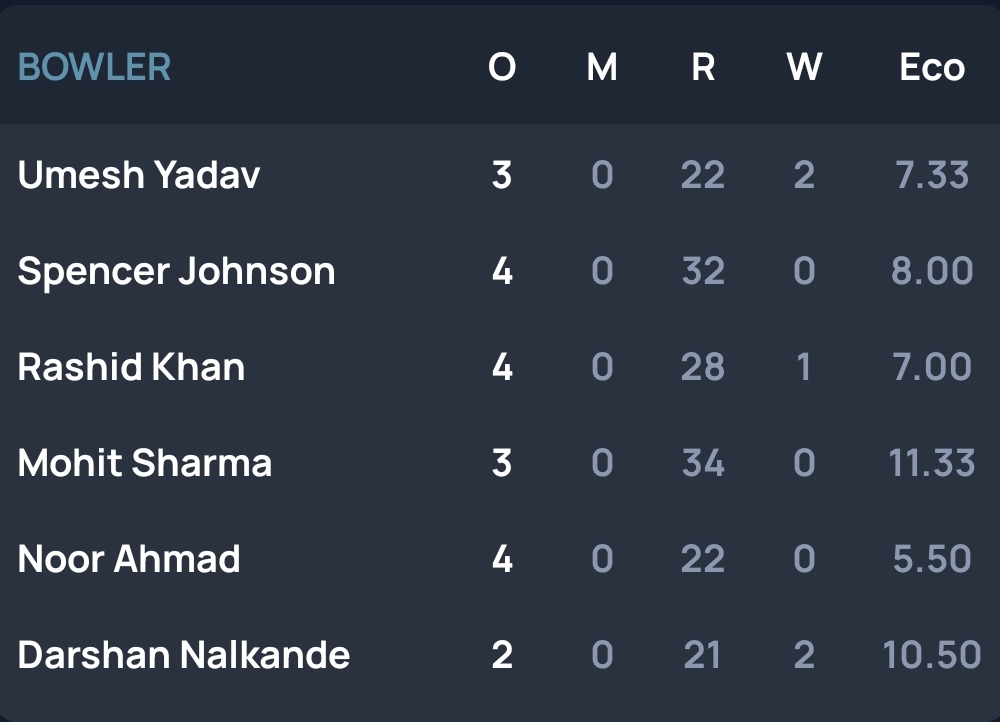 BOWLER O M R W Eco
Umesh Yadav 3 0 22 2 7.33
Spencer Johnson 4 0 32 0 8.00
Rashid Khan 4 0 28 1 7.00
Mohit Sharma 3 0 34 0 11.33
Noor Ahmad 4 0 22 0 5.50
Darshan Nalkande 2 0 21 2 10.50